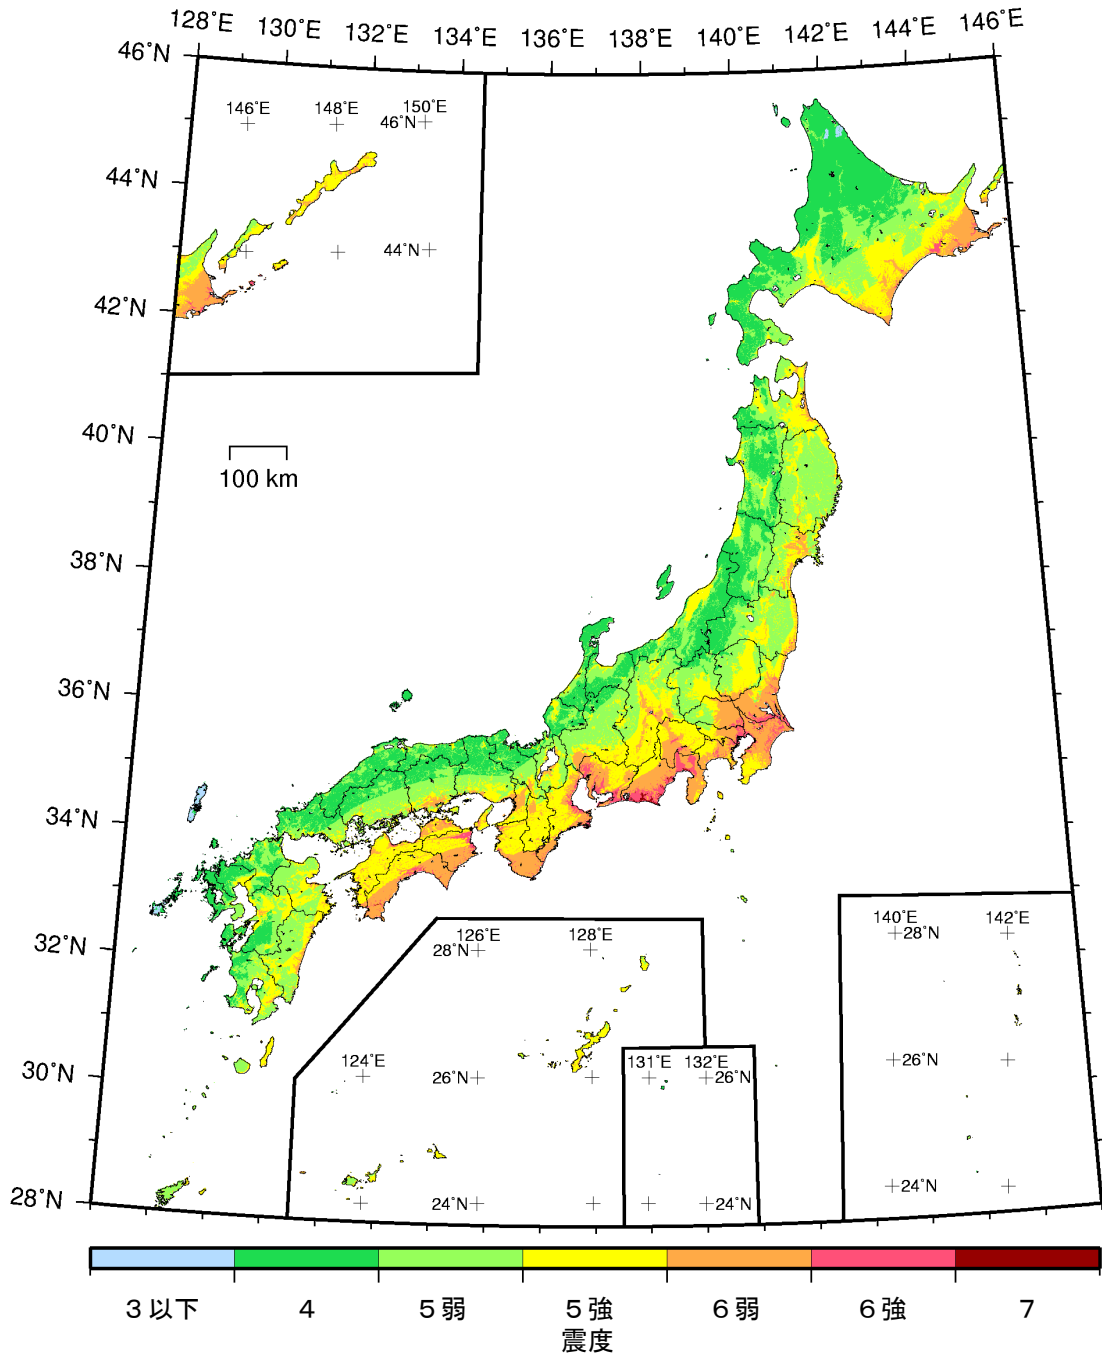 128°E 130°E 132°E 134°E 136°E 138°E 140°E 142°E 144°E 146°E
46°N
146°E 148°E 150°E
46°N
44°N
44°N
42°N
40°N
100 km
38°N
36°N
34°N
32°N
126°E 128°E
28°N
140°E 142°E
28°N
30°N
124°E
26°N
131°E 132°E
26°N
26°N
28°N
24°N
24°N
24°N
3以下 4 5弱 5強 6弱 6強 7
震度